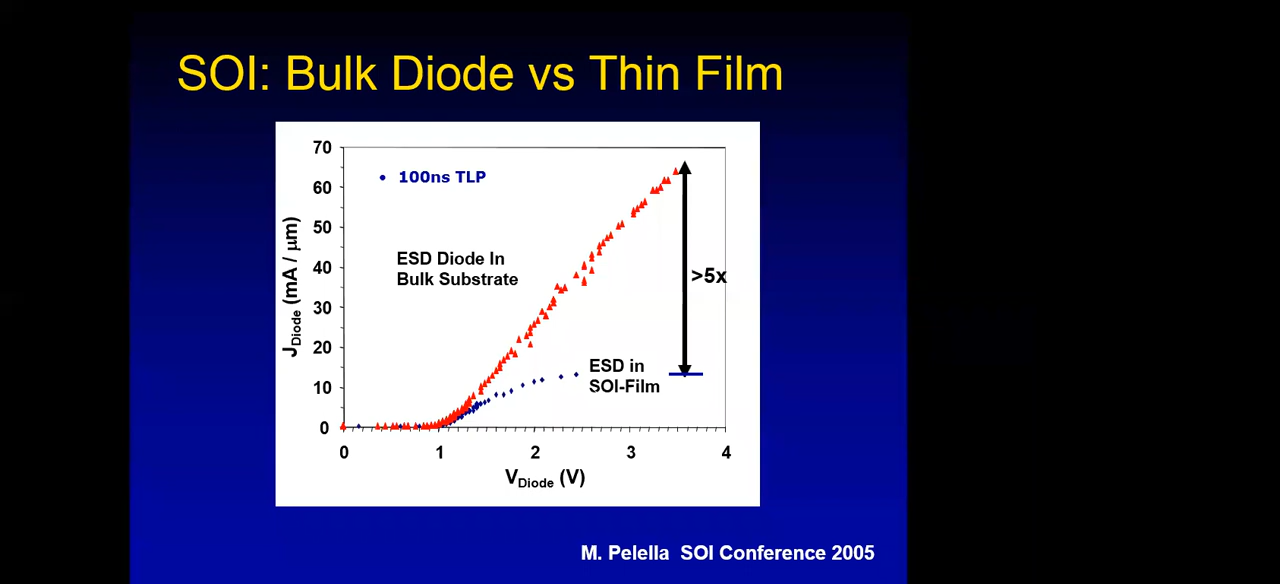 SOI: Bulk Diode vs Thin Film
70
60
50
40
30
20
10
0
J_Diode (mA / μm)
• 100ns TLP
ESD Diode In
Bulk Substrate
>5x
ESD in
SOI-Film
0 1 2 3 4
V_Diode (V)
M. Pelella SOI Conference 2005